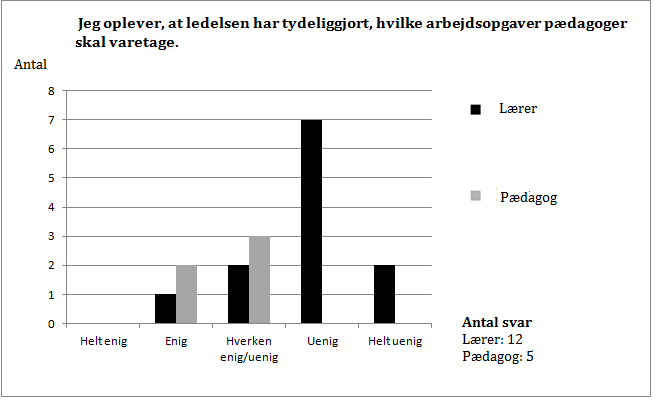 Jeg oplever, at ledelsen har tydeliggjort, hvilke arbejdsopgaver pædagoger
skal varetage.
Antal
8
7
6
5
4
3
2
1
0
Helt enig
Enig
Hverken
enig/uenig
Uenig
Helt uenig
Lærer
Pædagog
Antal svar
Lærer: 12
Pædagog: 5